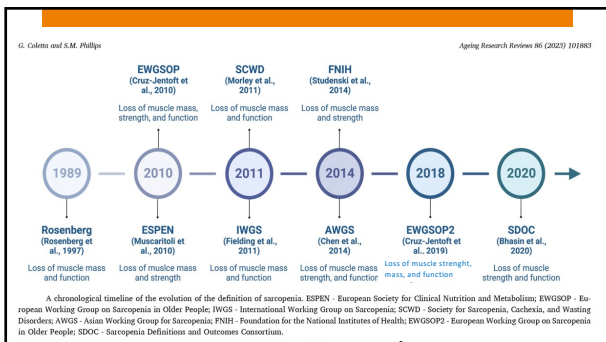 G. Coletta and S.M. Phillips
Ageing Research Reviews 86 (2023) 101883
EWGSOP
(Cruz-Jentoft et
al., 2010)
Loss of muscle mass,
strength, and function
SCWD
(Morley et al.,
2011)
Loss of muscle mass
and function
FNIH
(Studenski et al.,
2014)
Loss of muscle mass
and strength
1989
2010
2011
2014
2018
2020
Rosenberg
(Rosenberg et
al., 1997)
Loss of muscle mass
and function
ESPEN
(Muscaritoli et
al., 2010)
Loss of muscle mass
and strength
IWGS
(Fielding et al.,
2011)
Loss of muscle mass
and function
AWGS
(Chen et al.,
2014)
Loss of muscle mass,
strength, and function
EWGSOP2
(Cruz-Jentoft et
al., 2019)
Loss of muscle strenght,
mass, and function
SDOC
(Bhasin et al.,
2020)
Loss of muscle
strength and function
A chronological timeline of the evolution of the definition of sarcopenia. ESPEN - European Society for Clinical Nutrition and Metabolism; EWGSOP - Eu-
ropean Working Group on Sarcopenia in Older People; IWGS - International Working Group on Sarcopenia; SCWD - Society for Sarcopenia, Cachexia, and Wasting
Disorders; AWGS - Asian Working Group for Sarcopenia; FNIH - Foundation for the National Institutes of Health; EWGSOP2 - European Working Group on Sarcopenia
in Older People; SDOC - Sarcopenia Definitions and Outcomes Consortium.